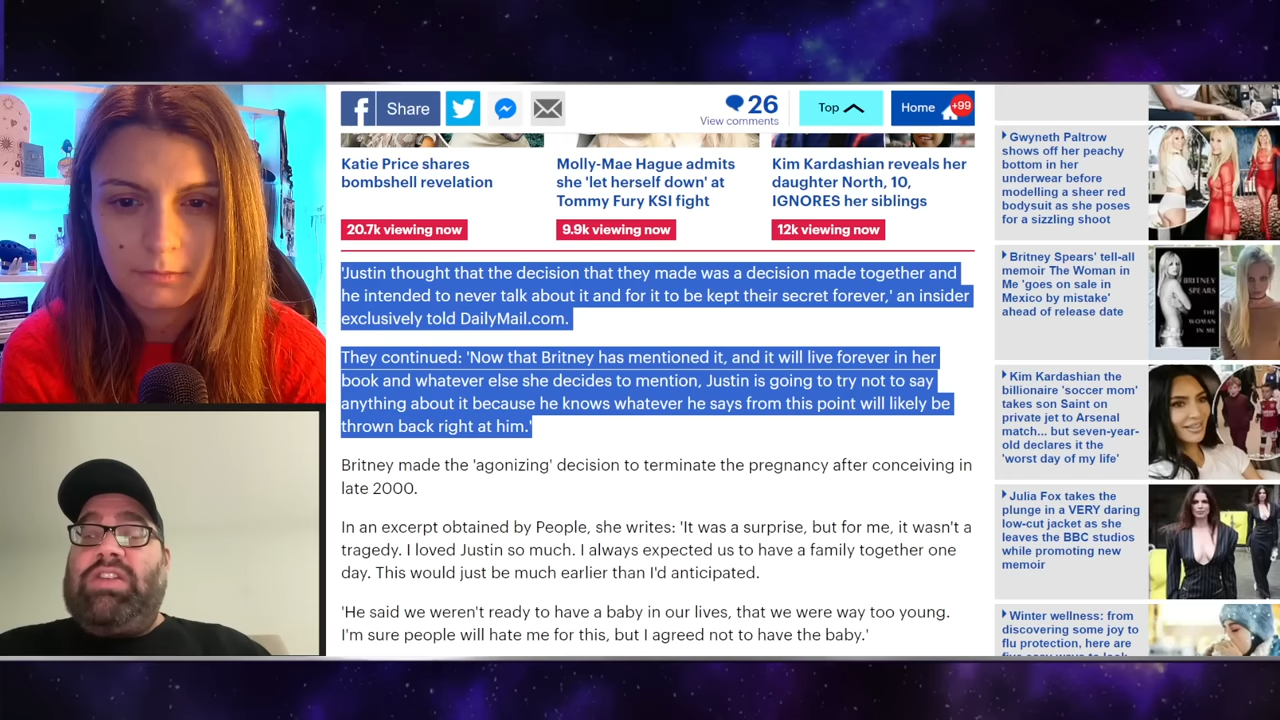 Share
26
View comments
Top
Home
+99
Katie Price shares
bombshell revelation
20.7k viewing now
Molly-Mae Hague admits
she 'let herself down' at
Tommy Fury KSI fight
9.9k viewing now
Kim Kardashian reveals her
daughter North, 10,
IGNORES her siblings
12k viewing now
'Justin thought that the decision that they made was a decision made together and
he intended to never talk about it and for it to be kept their secret forever,' an insider
exclusively told DailyMail.com.
They continued: 'Now that Britney has mentioned it, and it will live forever in her
book and whatever else she decides to mention, Justin is going to try not to say
anything about it because he knows whatever he says from this point will likely be
thrown back right at him.'
Britney made the 'agonizing' decision to terminate the pregnancy after conceiving in
late 2000.
In an excerpt obtained by People, she writes: 'It was a surprise, but for me, it wasn't a
tragedy. I loved Justin so much. I always expected us to have a family together one
day. This would just be much earlier than I'd anticipated.
'He said we weren't ready to have a baby in our lives, that we were way too young.
I'm sure people will hate me for this, but I agreed not to have the baby.'
Gwyneth Paltrow
shows off her peachy
bottom in her
underwear before
modelling a sheer red
bodysuit as she poses
for a sizzling shoot
Britney Spears' tell-all
memoir The Woman in
Me 'goes on sale in
Mexico by mistake'
ahead of release date
BRITNEY
SPEARS
THE
WOMAN
IN ME
Kim Kardashian the
billionaire 'soccer mom'
takes son Saint on
private jet to Arsenal
match... but seven-year-
old declares it the
'worst day of my life'
Julia Fox takes the
plunge in a VERY daring
low-cut jacket as she
leaves the BBC studios
while promoting new
memoir
Winter wellness: from
discovering some joy to
flu protection, here are